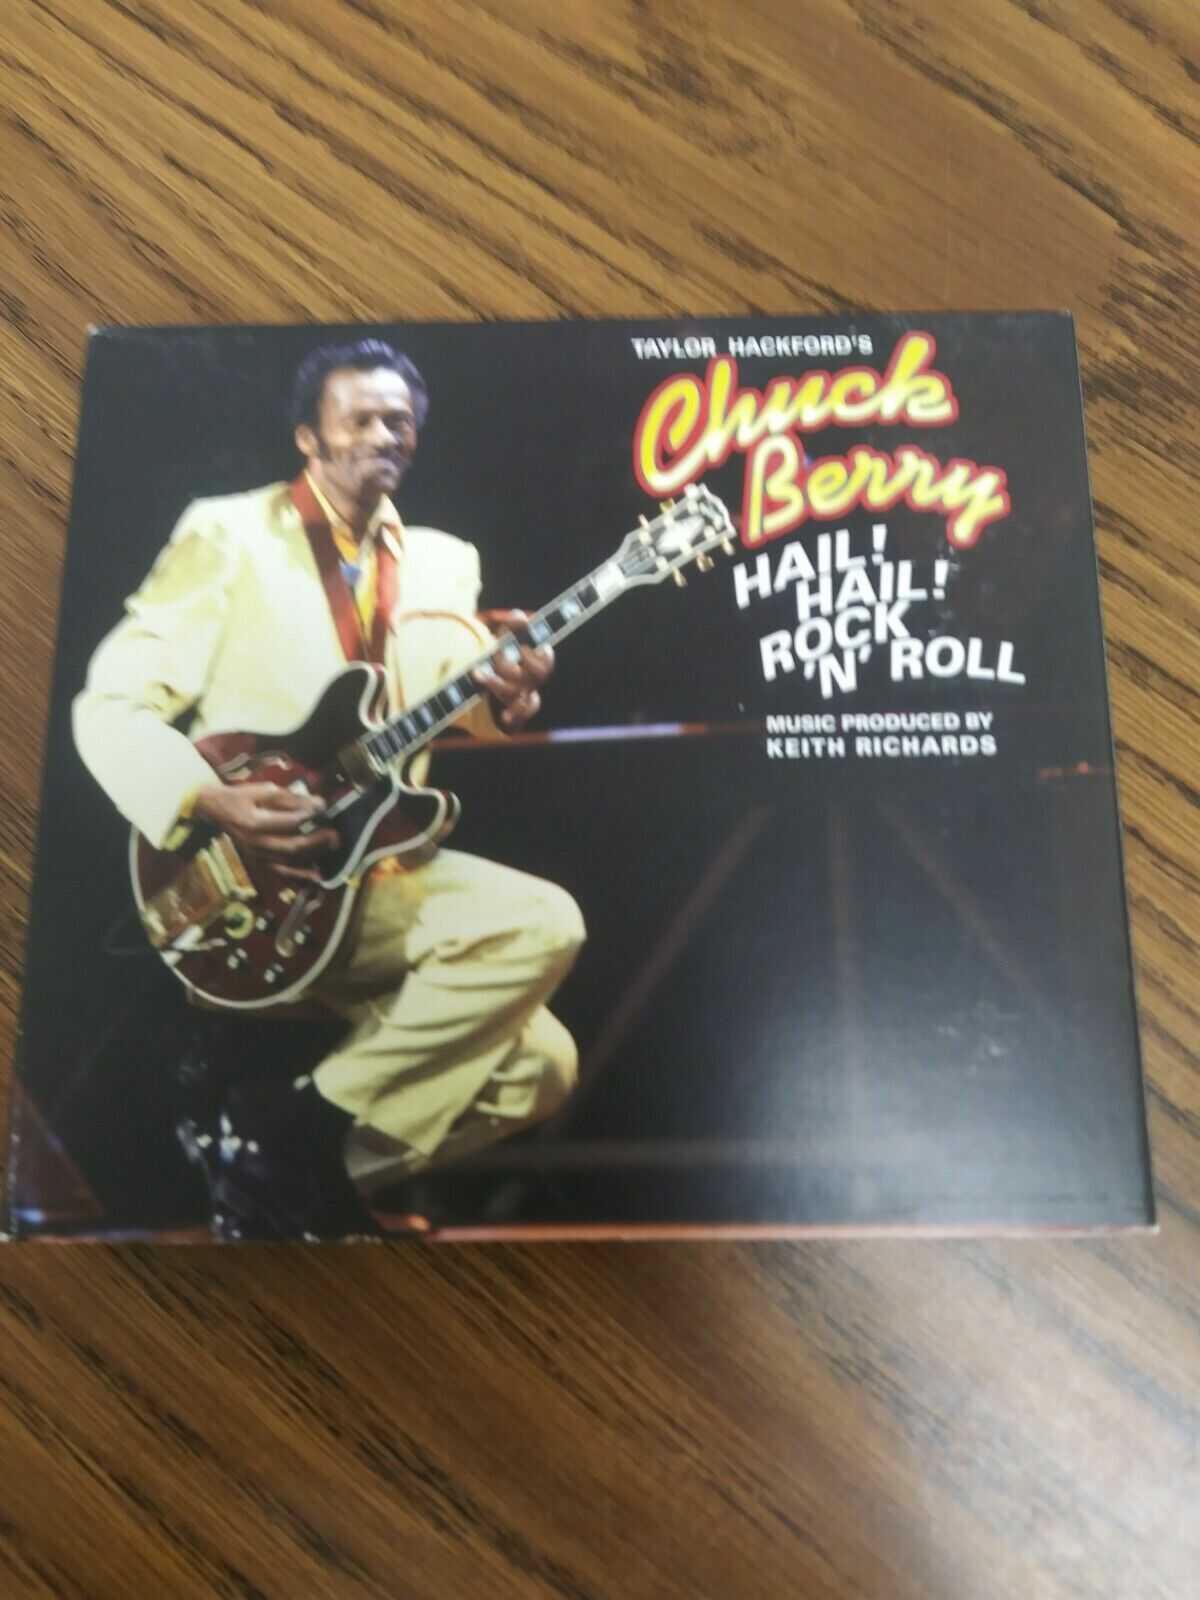 TAYLOR HACKFORD'S
Chuck
Berry
HAIL!
HAIL!
ROCK
'N' ROLL
MUSIC PRODUCED BY
KEITH RICHARDS